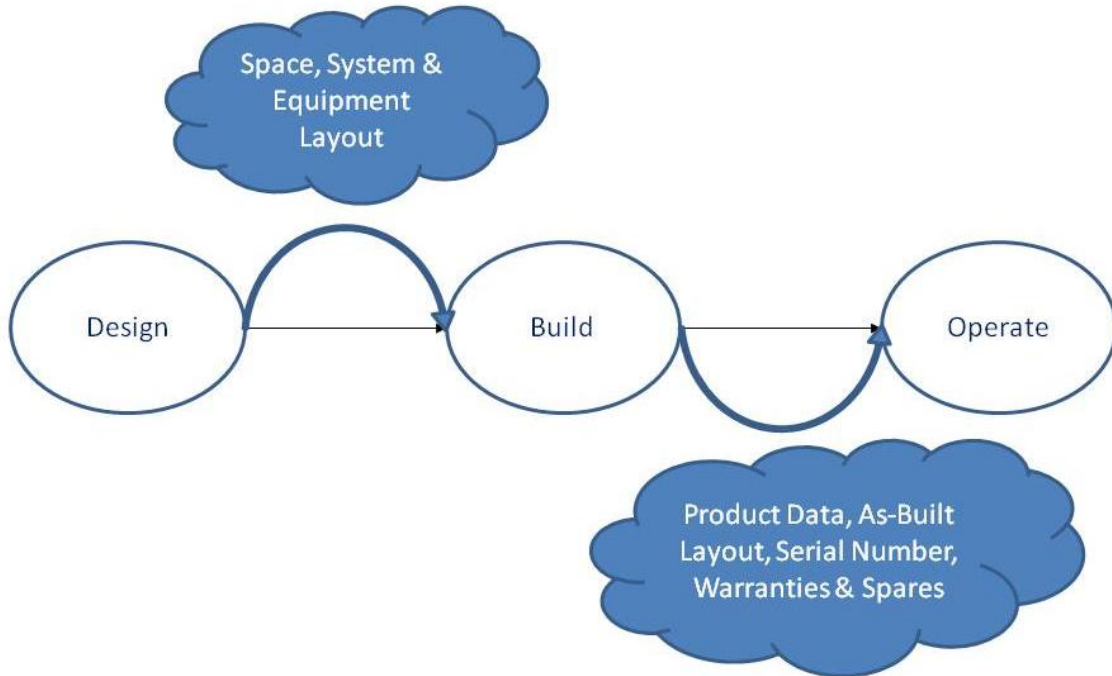 Space, System &
Equipment
Layout
Design
Build
Operate
Product Data, As-Built
Layout, Serial Number,
Warranties & Spares